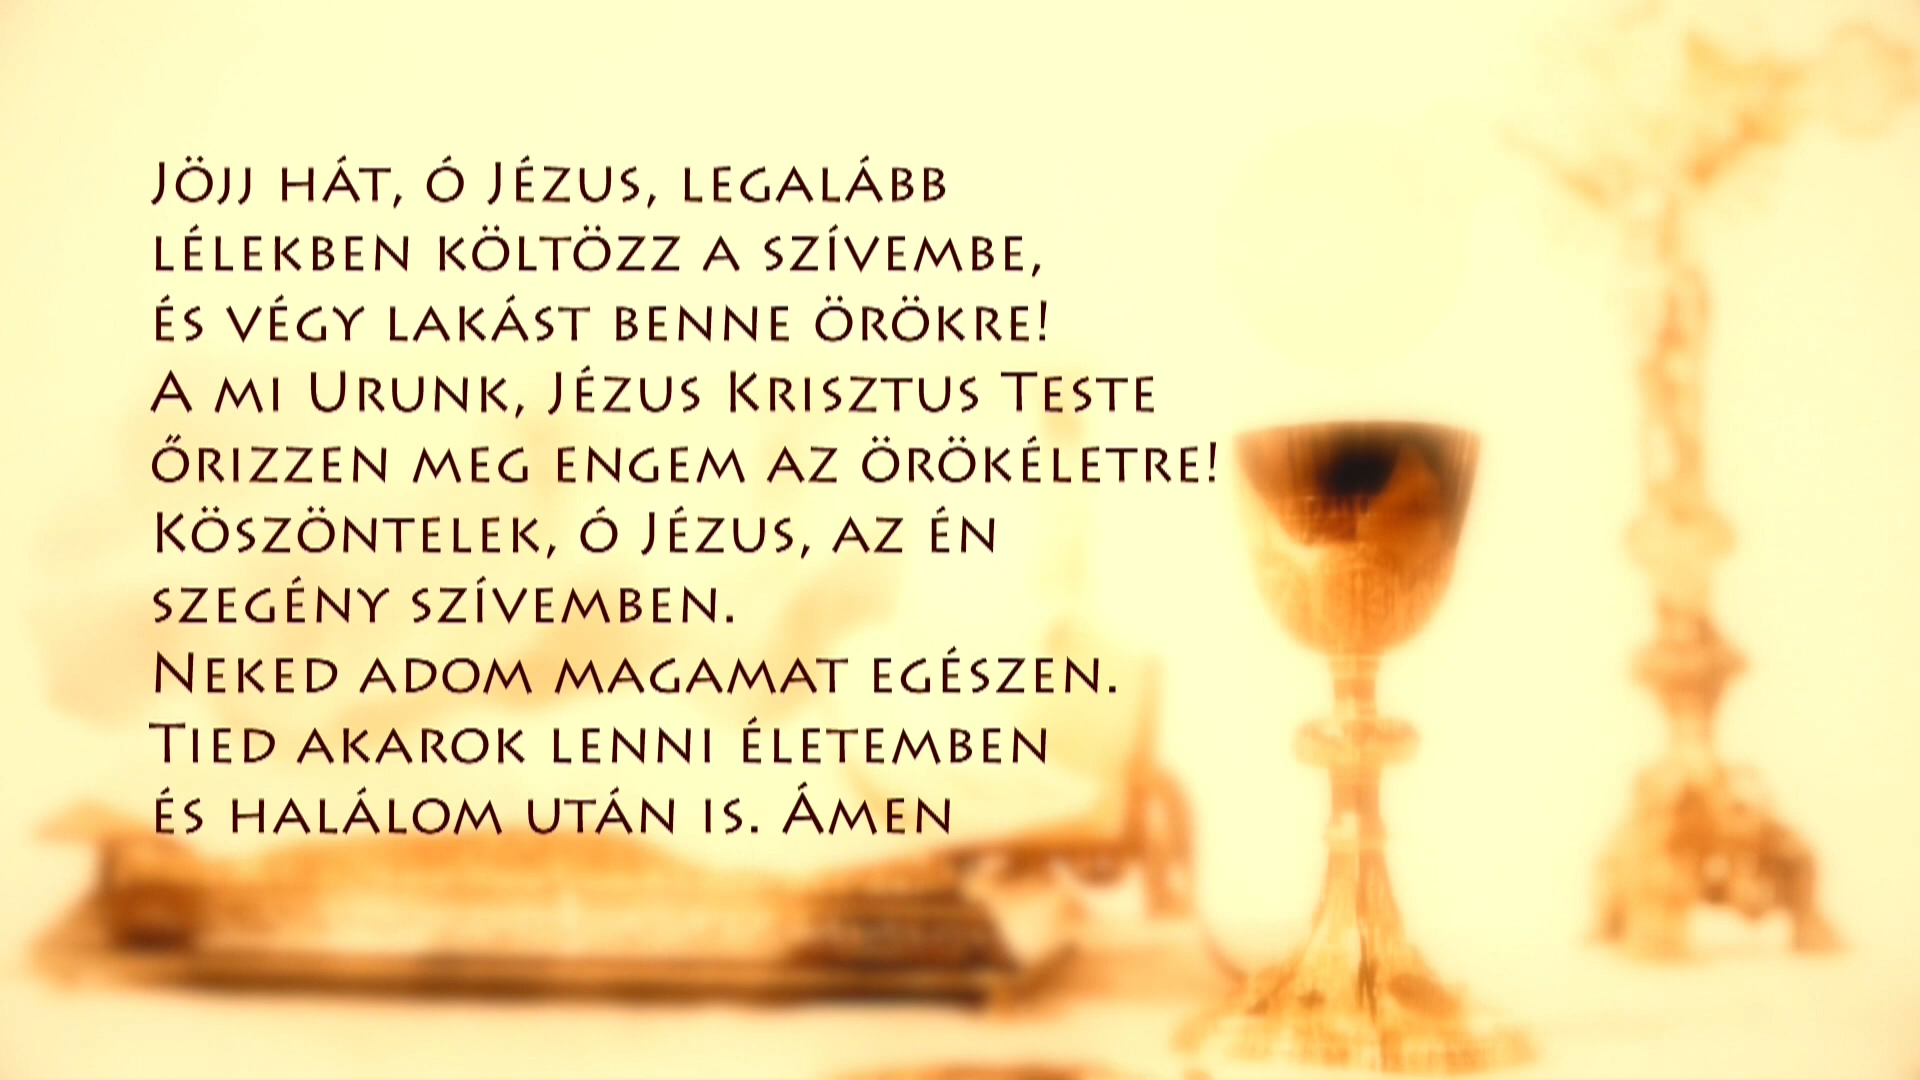 Jöjj hát, ó Jézus, legalább
lélekben költözz a szívembe,
és végy lakást benne örökre!
A mi Urunk, Jézus Krisztus Teste
őrizzen meg engem az örökéletre!
Köszöntelek, ó Jézus, az én
szegény szívemben.
Neked adom magamat egészen.
Tied akarok lenni életemben
és halálom után is. Ámen